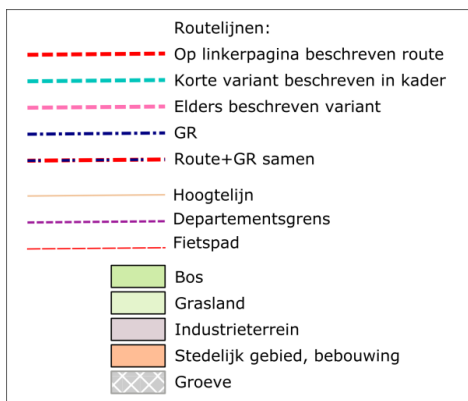 Routelijnen:
Op linkerpagina beschreven route
Korte variant beschreven in kader
Elders beschreven variant
GR
Route+GR samen
Hoogtelijn
Departementsgrens
Fietspad
Bos
Grasland
Industrieterrein
Stedelijk gebied, bebouwing
Groeve